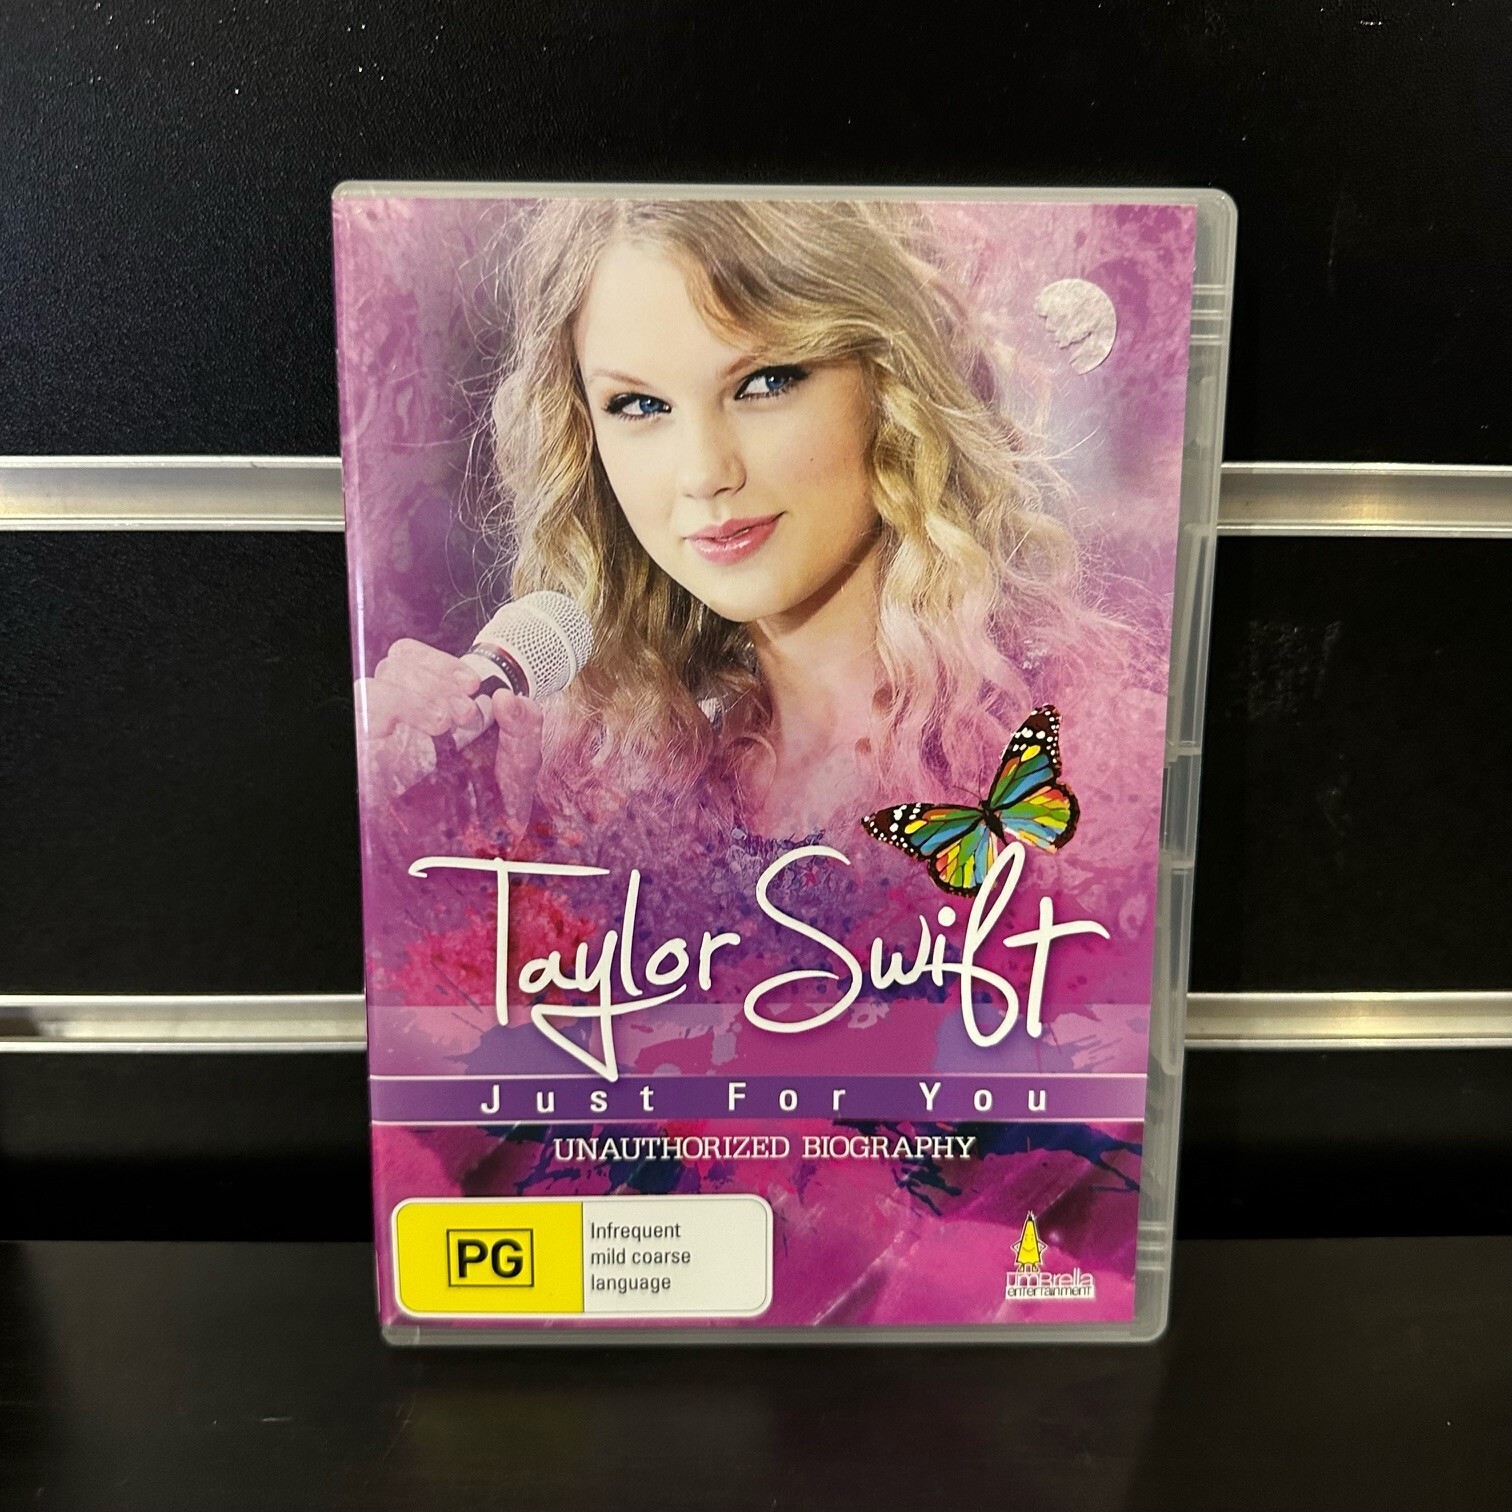 Taylor Swift
Just For You
UNAUTHORIZED BIOGRAPHY
PG
Infrequent
mild coarse
language
umbrella
entertainment